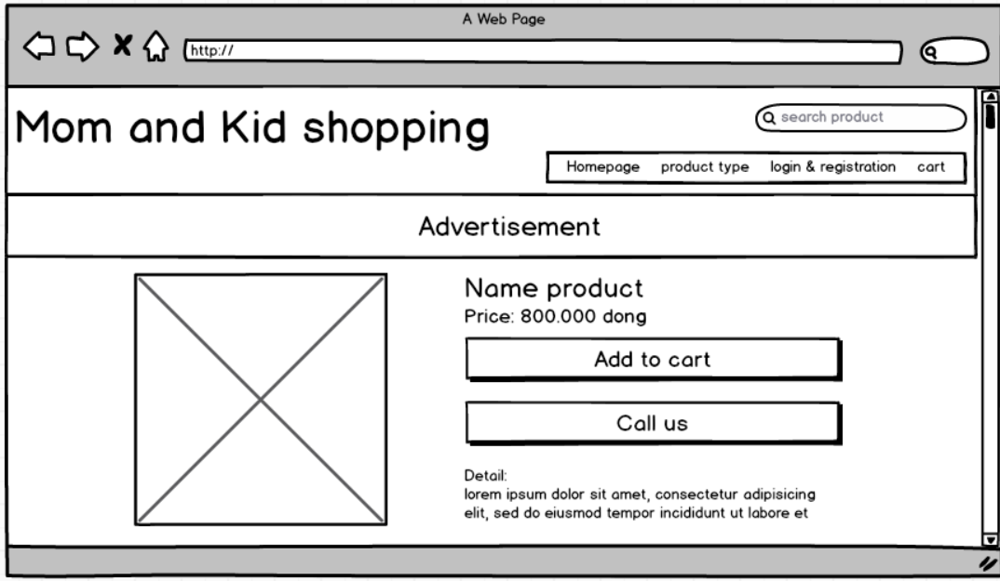 A Web Page
http://
Mom and Kid shopping
search product
Homepage product type login & registration cart
Advertisement
Name product
Price: 800.000 dong
Add to cart
Call us
Detail:
lorem ipsum dolor sit amet, consectetur adipisicing
elit, sed do eiusmod tempor incididunt ut labore et